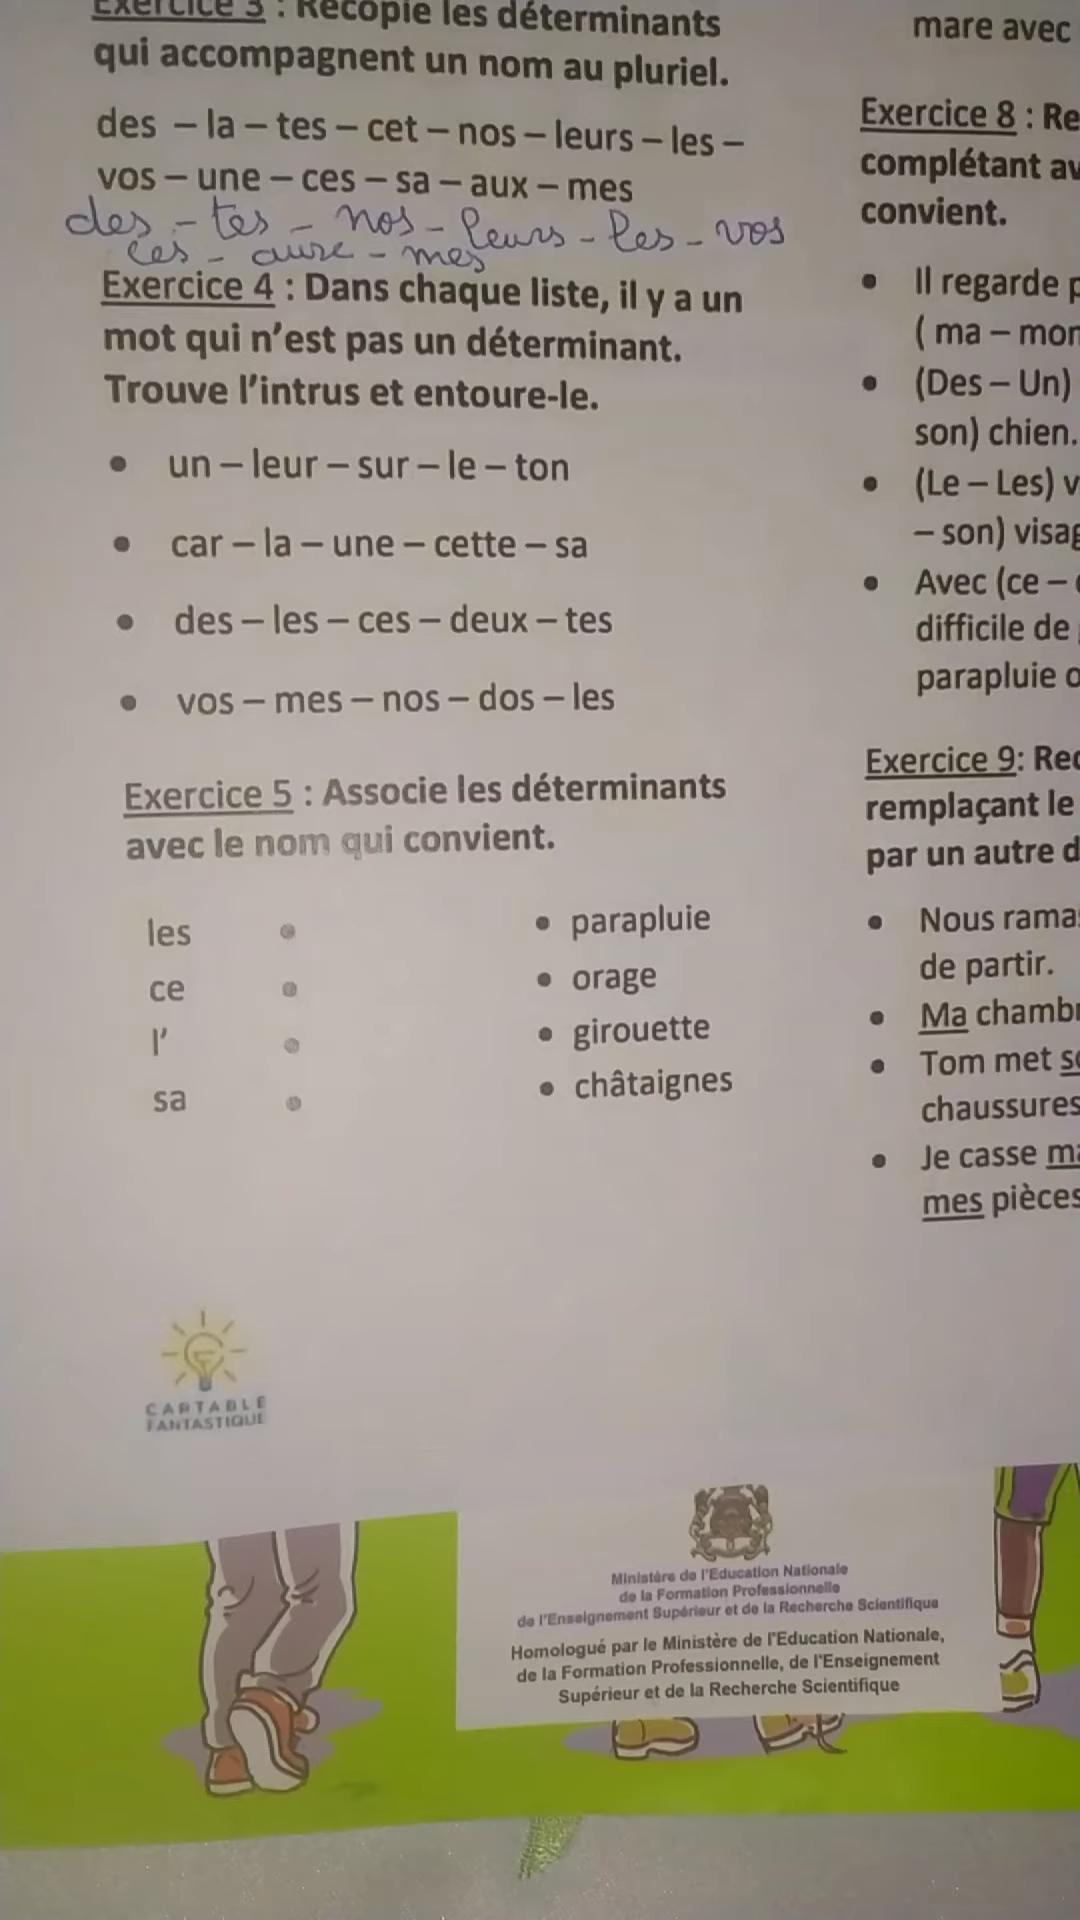 Exercice 3 : Recopie les déterminants
qui accompagnent un nom au pluriel.
des – la – tes – cet – nos – leurs – les –
vos – une – ces – sa – aux – mes
des - tes - nos - leurs - les - vos
ces - aux - mes
Exercice 4 : Dans chaque liste, il y a un
mot qui n'est pas un déterminant.
Trouve l'intrus et entoure-le.
• un – leur – sur – le – ton
• car – la – une – cette – sa
• des – les – ces – deux – tes
• vos – mes – nos – dos – les
Exercice 5 : Associe les déterminants
avec le nom qui convient.
les • • parapluie
ce • • orage
l' • • girouette
sa • • châtaignes
CARTABLE
FANTASTIQUE
mare avec
Exercice 8 : Re
complétant av
convient.
• Il regarde p
( ma – mon
• (Des – Un)
son) chien.
• (Le – Les) v
– son) visag
• Avec (ce –
difficile de
parapluie o
Exercice 9: Rec
remplaçant le
par un autre d
• Nous ramas
de partir.
• Ma chambr
• Tom met so
chaussures
• Je casse ma
mes pièces
Ministère de l'Education Nationale
de la Formation Professionnelle
de l'Enseignement Supérieur et de la Recherche Scientifique
Homologué par le Ministère de l'Education Nationale,
de la Formation Professionnelle, de l'Enseignement
Supérieur et de la Recherche Scientifique